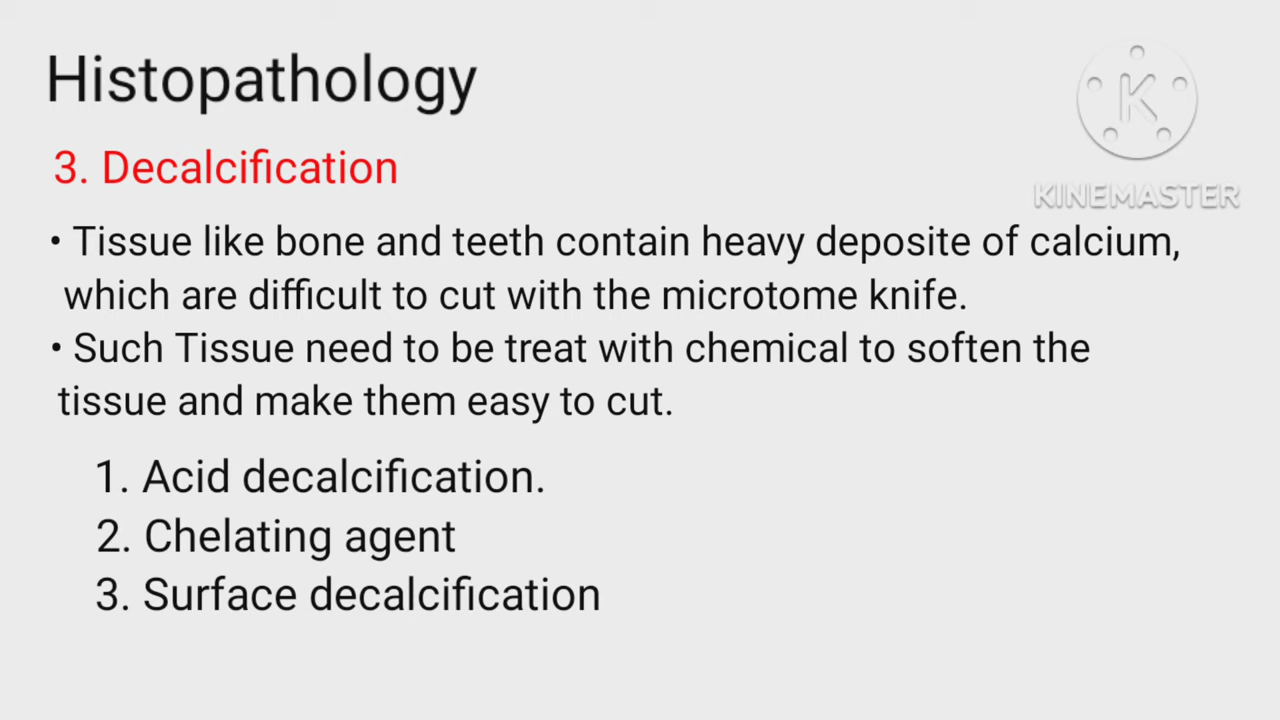 Histopathology
3. Decalcification
• Tissue like bone and teeth contain heavy deposite of calcium,
which are difficult to cut with the microtome knife.
• Such Tissue need to be treat with chemical to soften the
tissue and make them easy to cut.
1. Acid decalcification.
2. Chelating agent
3. Surface decalcification
K
KINEMASTER